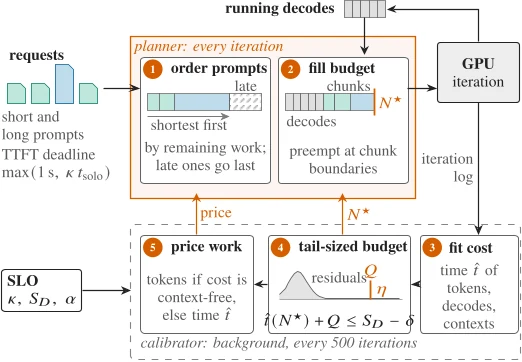 running decodes
requests
short and
long prompts
TTFT deadline
max(1 s, κ t_solo)
planner: every iteration
1 order prompts
late
shortest first
by remaining work;
late ones go last
2 fill budget
chunks
N★
decodes
preempt at chunk
boundaries
GPU
iteration
iteration
log
price
N★
SLO
κ, S_D, α
5 price work
tokens if cost is
context-free,
else time t̂
4 tail-sized budget
residuals
Q
η
t̂(N★) + Q ≤ S_D − δ
3 fit cost
time t̂ of
tokens,
decodes,
contexts
calibrator: background, every 500 iterations